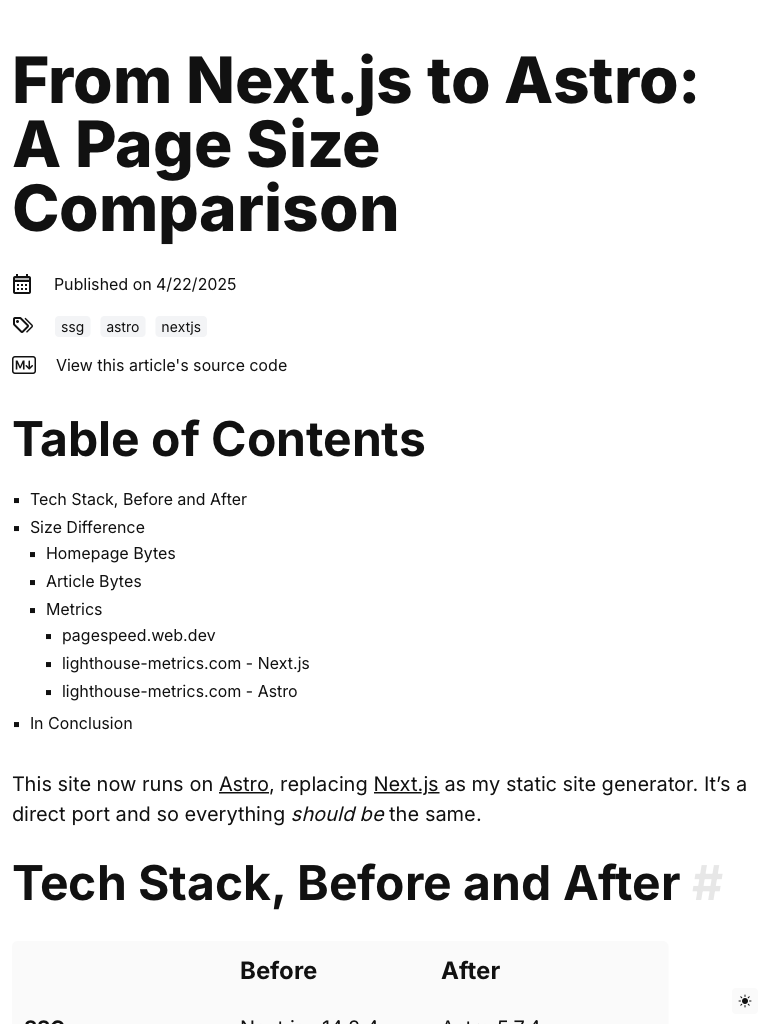 From Next.js to Astro:
A Page Size
Comparison
Published on 4/22/2025
ssg astro nextjs
View this article's source code
Table of Contents
Tech Stack, Before and After
Size Difference
Homepage Bytes
Article Bytes
Metrics
pagespeed.web.dev
lighthouse-metrics.com - Next.js
lighthouse-metrics.com - Astro
In Conclusion
This site now runs on Astro, replacing Next.js as my static site generator. It’s a
direct port and so everything should be the same.
Tech Stack, Before and After #
Before After